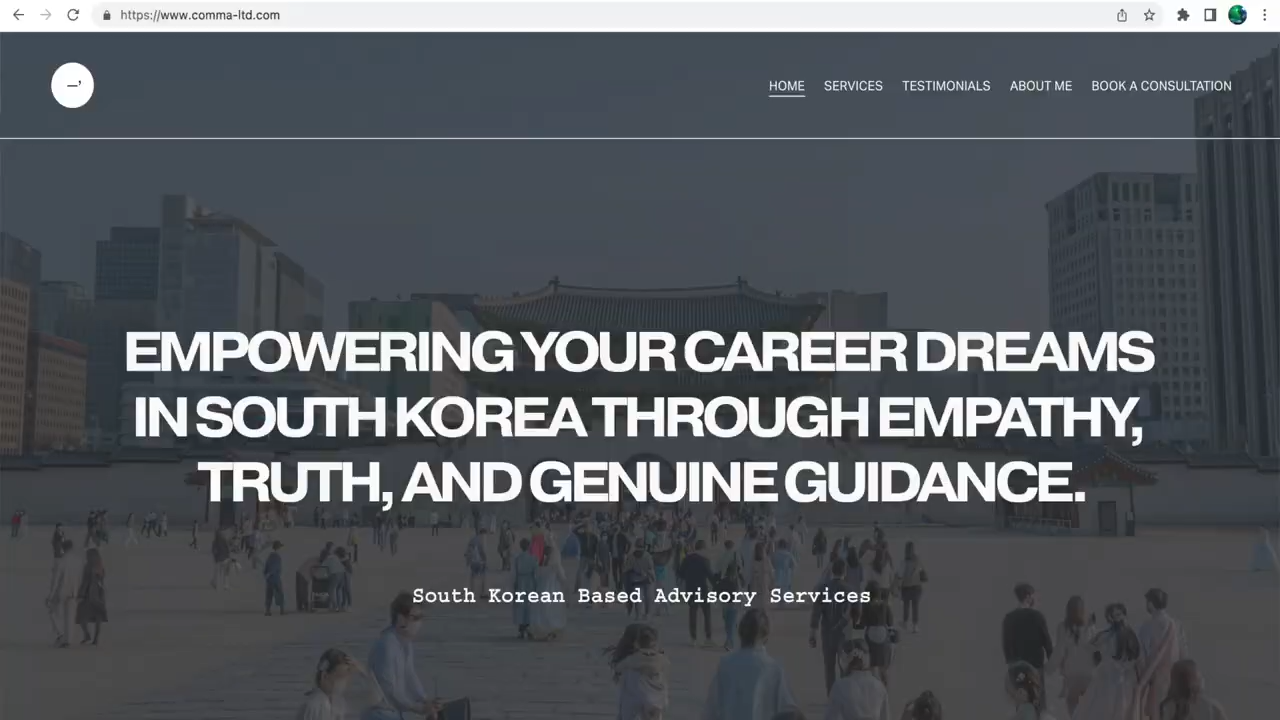 https://www.comma-ltd.com
—’
HOME SERVICES TESTIMONIALS ABOUT ME BOOK A CONSULTATION
EMPOWERING YOUR CAREER DREAMS
IN SOUTH KOREA THROUGH EMPATHY,
TRUTH, AND GENUINE GUIDANCE.
South Korean Based Advisory Services